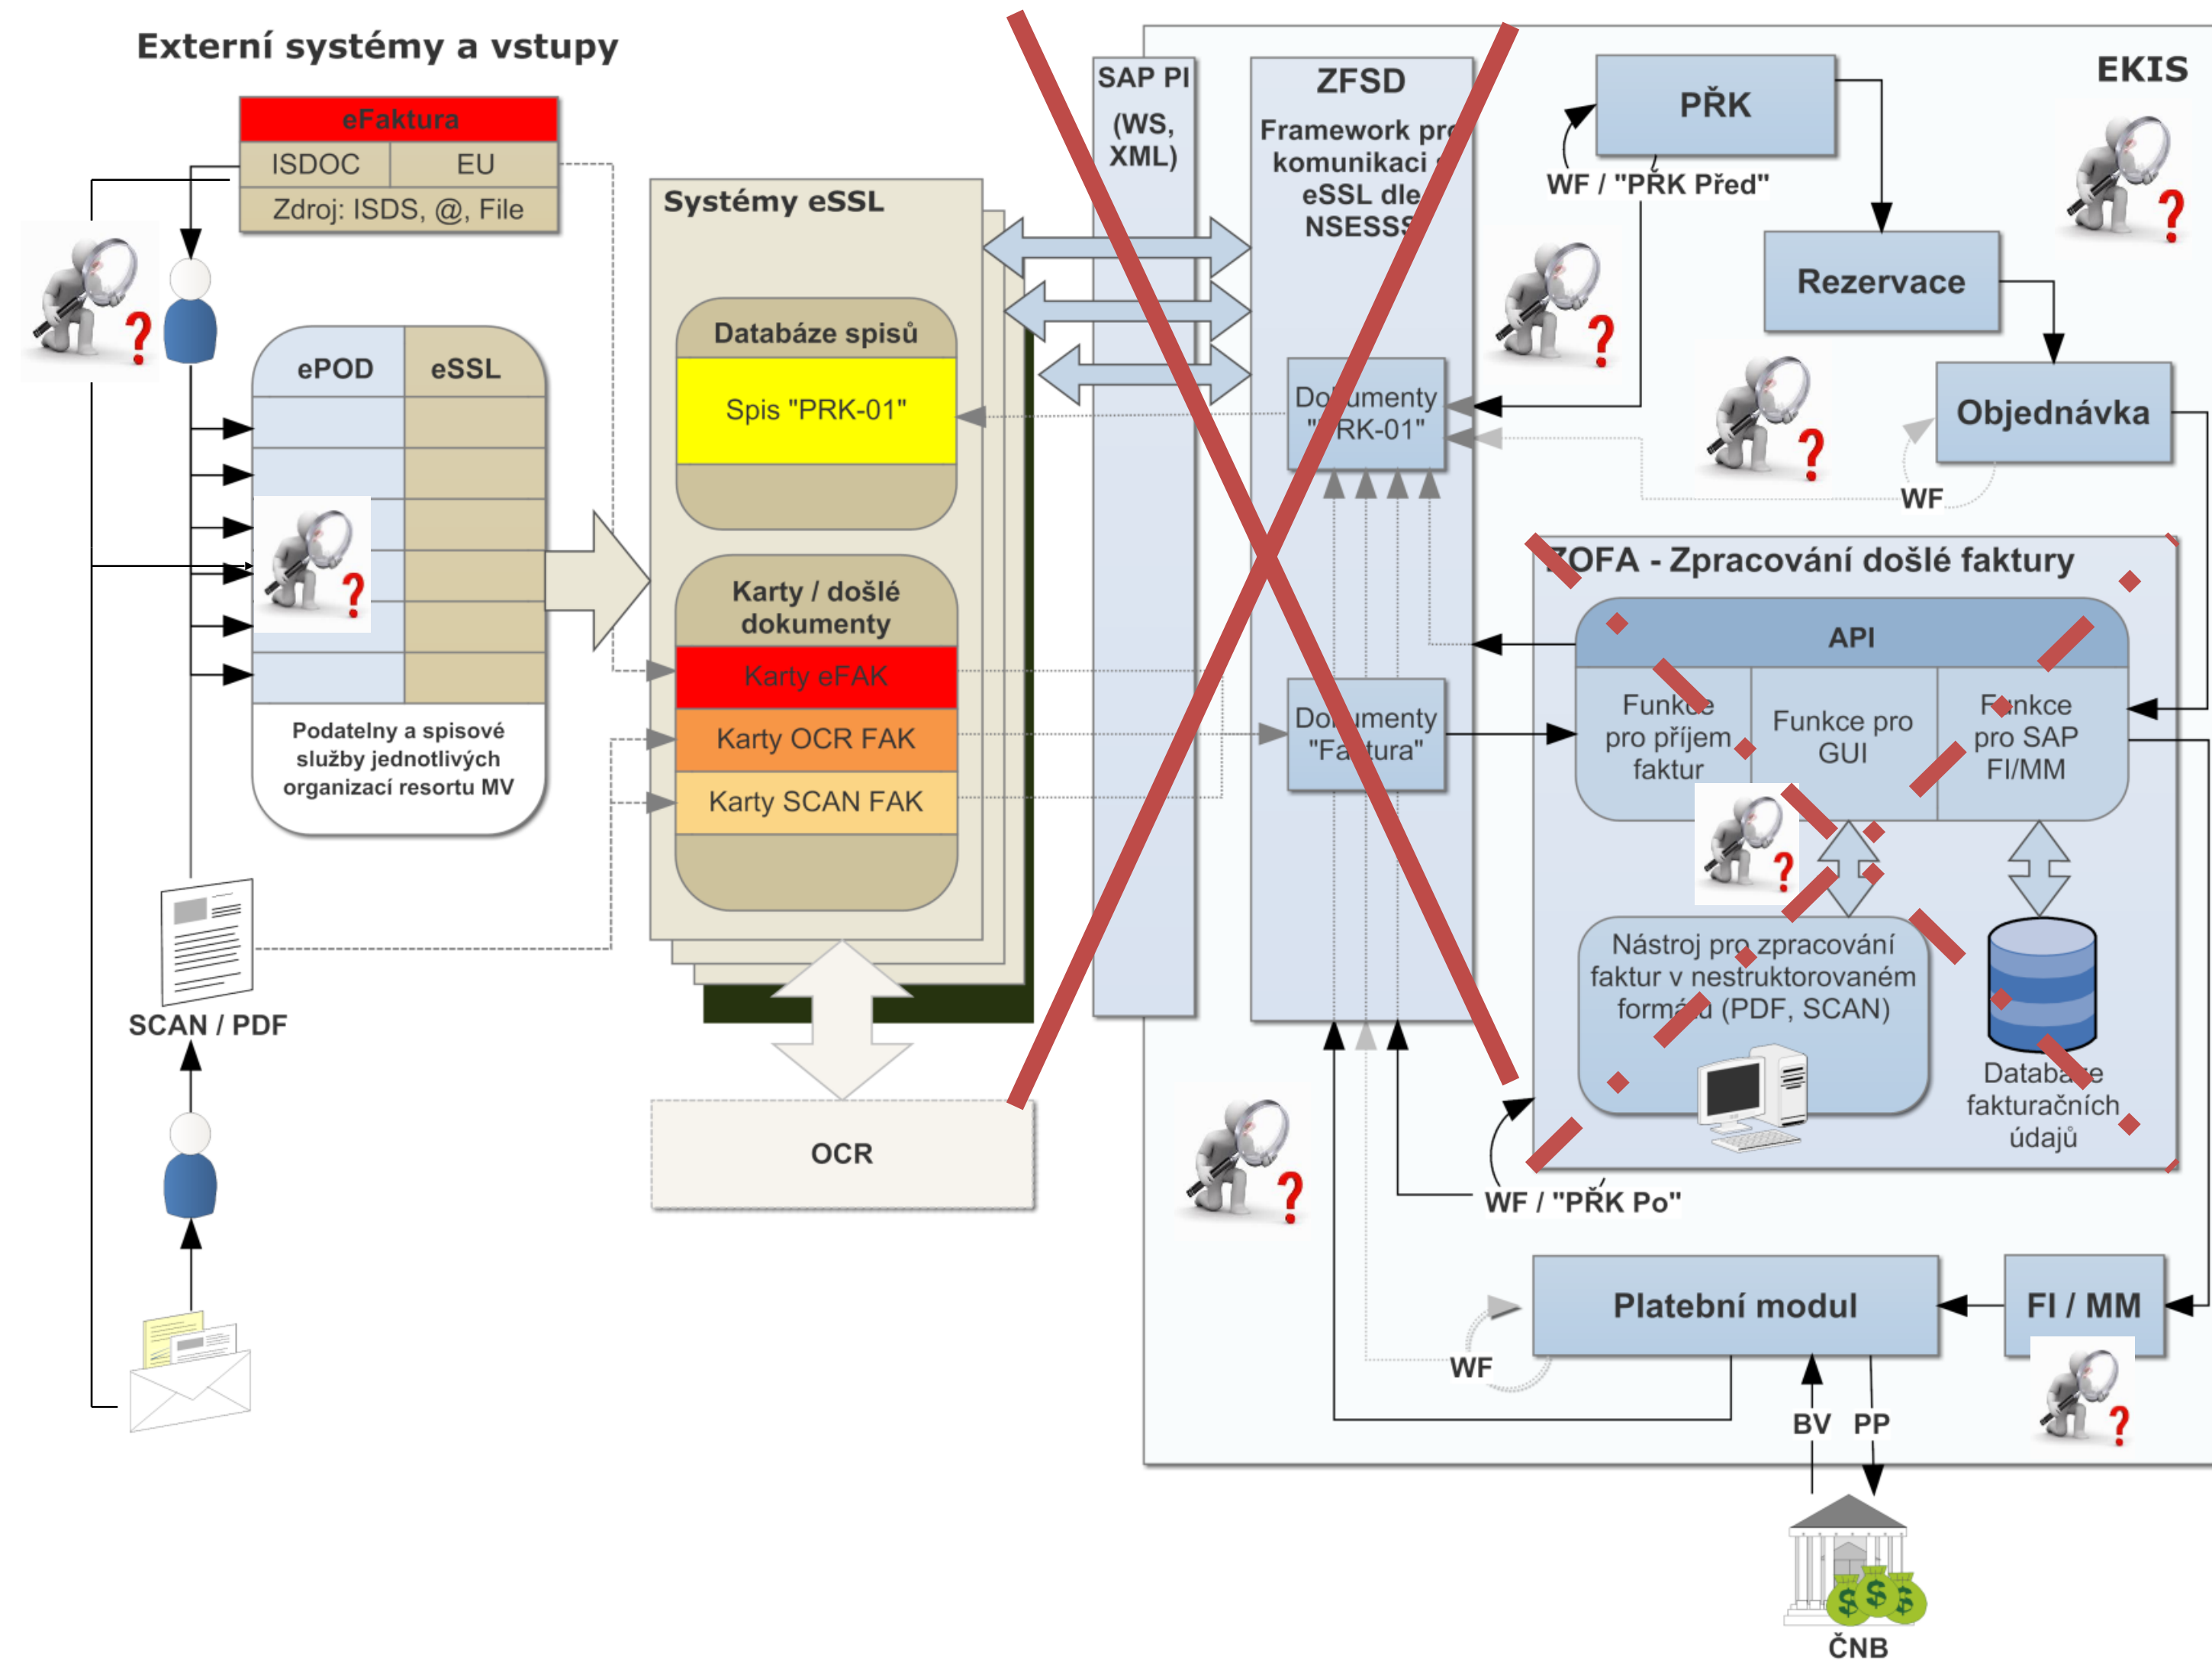 Externí systémy a vstupy
eFaktura
ISDOC
EU
Zdroj: ISDS, @, File
ePOD
eSSL
Podatelny a spisové
služby jednotlivých
organizací resortu MV
SCAN / PDF
Systémy eSSL
Databáze spisů
Spis "PRK-01"
Karty / došlé
dokumenty
Karty eFAK
Karty OCR FAK
Karty SCAN FAK
OCR
SAP PI
(WS,
XML)
ZFSD
Framework pro
komunikaci
eSSL dle
NSESSS
Dokumenty
"PRK-01"
Dokumenty
"Faktura"
EKIS
PŘK
WF / "PŘK Před"
Rezervace
Objednávka
WF
ZOFA - Zpracování došlé faktury
API
Funkce
pro příjem
faktur
Funkce pro
GUI
Funkce
pro SAP
FI/MM
Nástroj pro zpracování
faktur v nestruktorovaném
formátu (PDF, SCAN)
Databáze
fakturačních
údajů
WF / "PŘK Po"
Platební modul
FI / MM
WF
BV
PP
ČNB